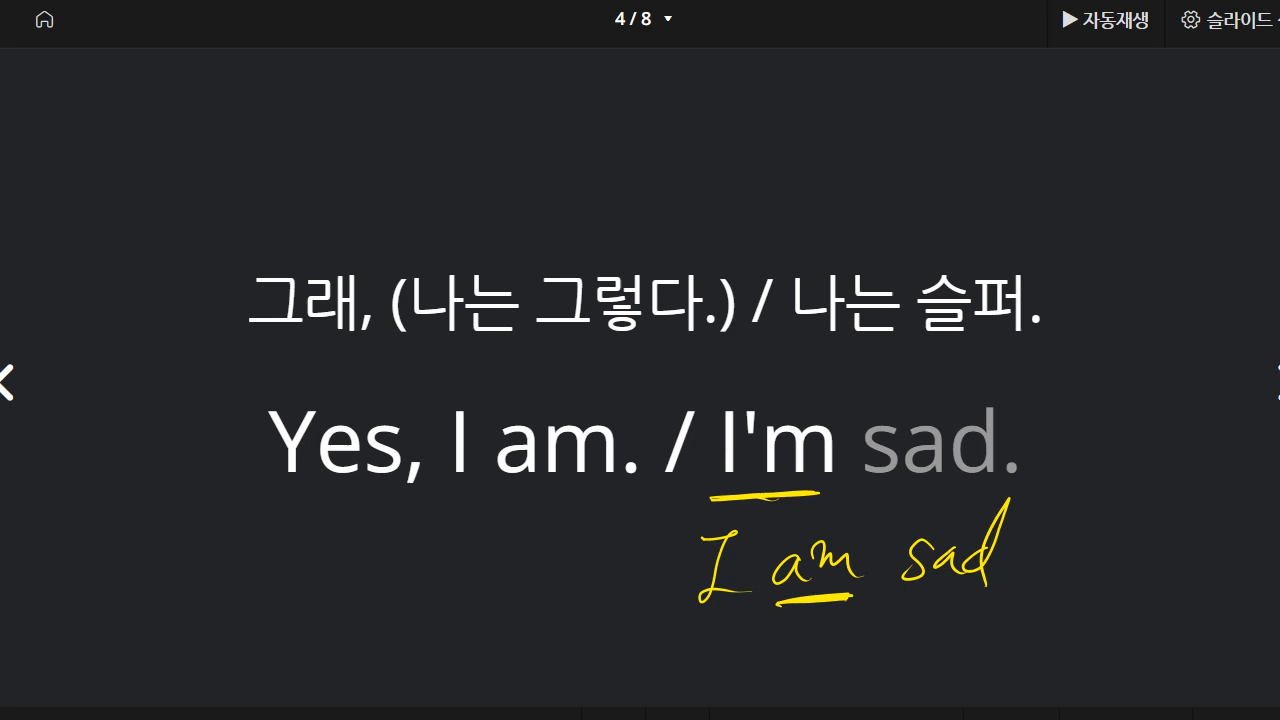 4 / 8
자동재생
슬라이드
그래, (나는 그렇다.) / 나는 슬퍼.
Yes, I am. / I'm sad.
I am sad